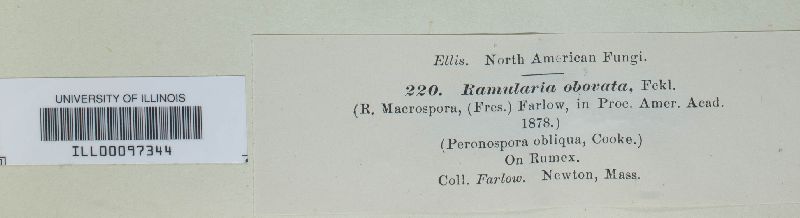 UNIVERSITY OF ILLINOIS
ILL00097344
Ellis. North American Fungi.
220. Ramularia obovata, Fckl.
(R. Macrospora, (Fres.) Farlow, in Proc. Amer. Acad.
1878.)
(Peronospora obliqua, Cooke.)
On Rumex.
Coll. Farlow. Newton, Mass.